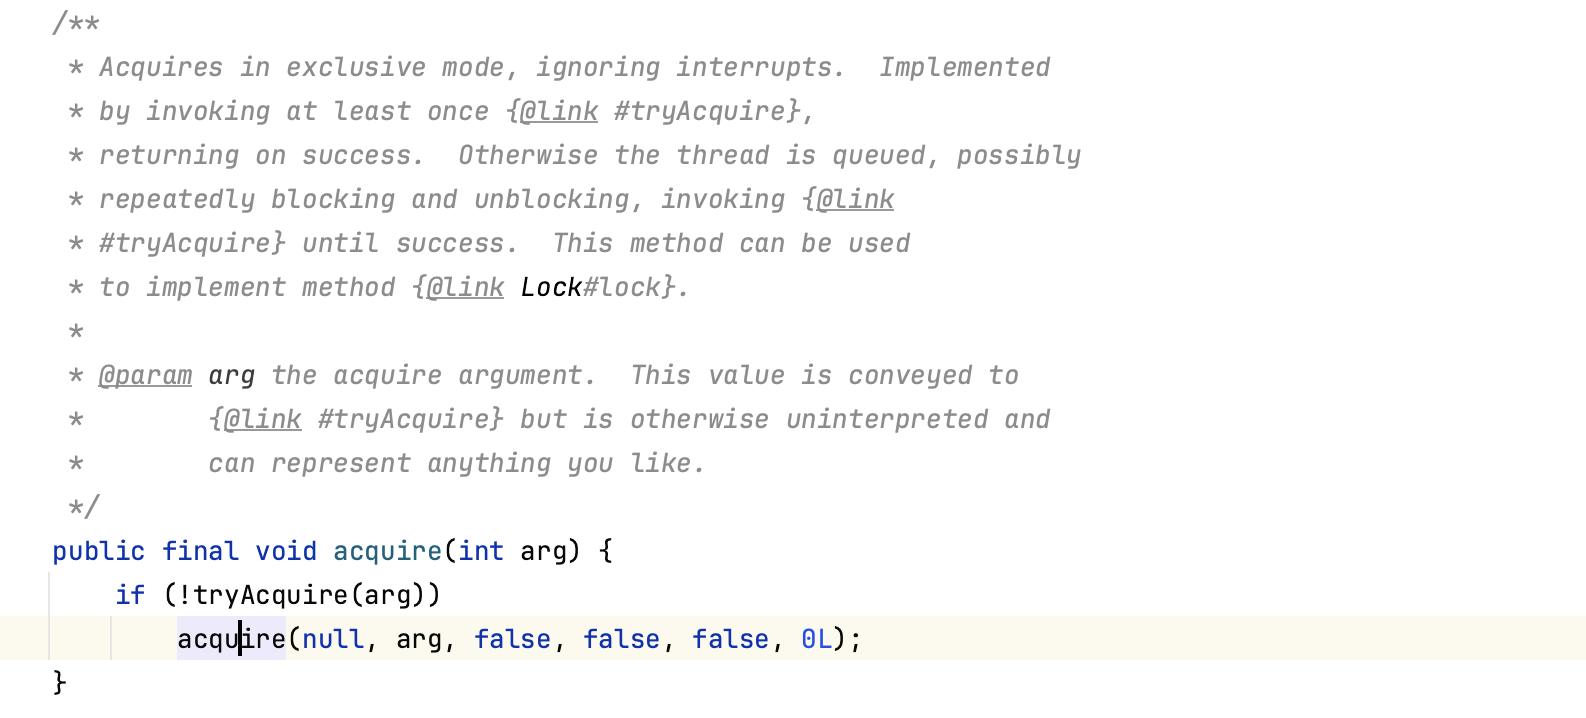 /**
 * Acquires in exclusive mode, ignoring interrupts.  Implemented
 * by invoking at least once {@link #tryAcquire},
 * returning on success.  Otherwise the thread is queued, possibly
 * repeatedly blocking and unblocking, invoking {@link
 * #tryAcquire} until success.  This method can be used
 * to implement method {@link Lock#lock}.
 *
 * @param arg the acquire argument.  This value is conveyed to
 *        {@link #tryAcquire} but is otherwise uninterpreted and
 *        can represent anything you like.
 */
public final void acquire(int arg) {
    if (!tryAcquire(arg))
        acquire(null, arg, false, false, false, 0L);
}